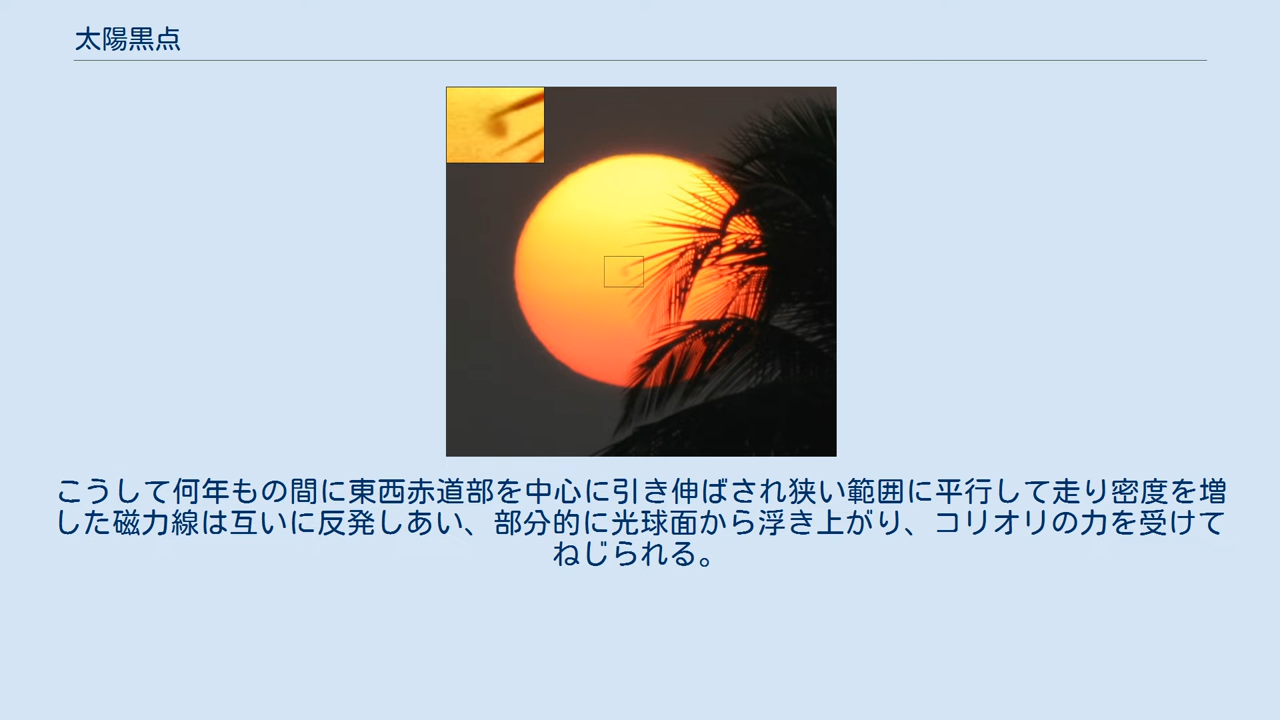 太陽黒点
こうして何年もの間に東西赤道部を中心に引き伸ばされ狭い範囲に平行して走り密度を増
した磁力線は互いに反発しあい、部分的に光球面から浮き上がり、コリオリの力を受けて
ねじられる。